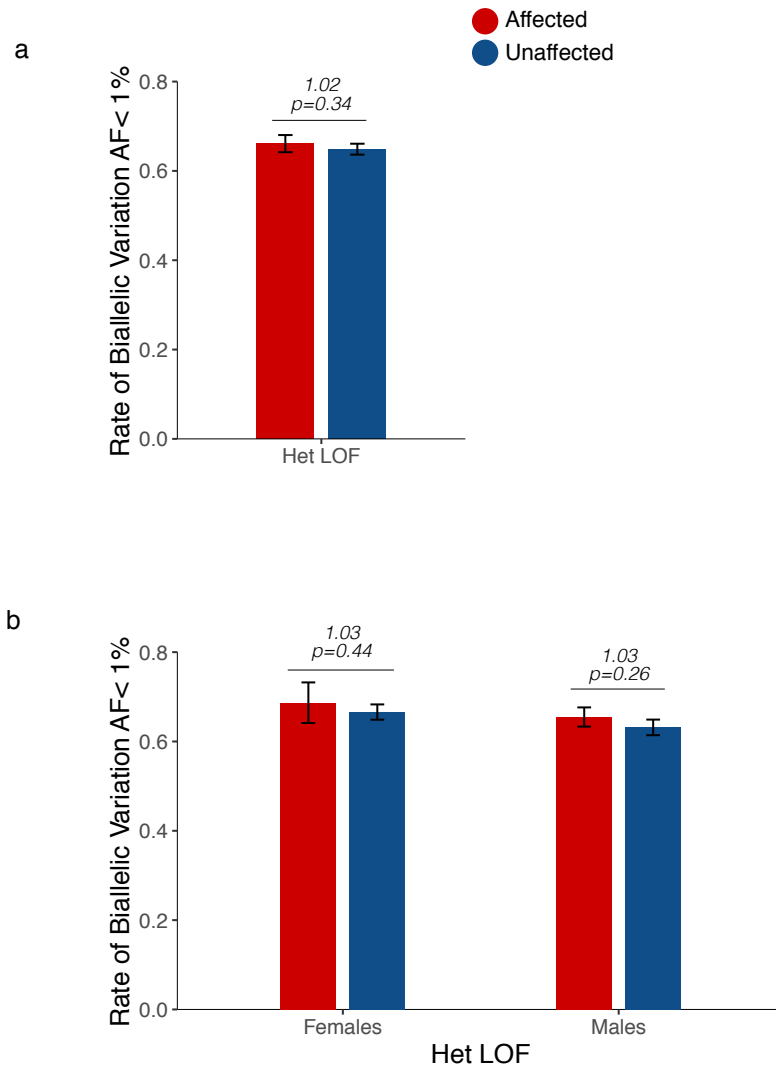 Affected
Unaffected
a
Rate of Biallelic Variation AF< 1%
0.8
0.6
0.4
0.2
0.0
1.02
p=0.34
Het LOF
b
Rate of Biallelic Variation AF< 1%
0.8
0.6
0.4
0.2
0.0
1.03
p=0.44
1.03
p=0.26
Females Males
Het LOF